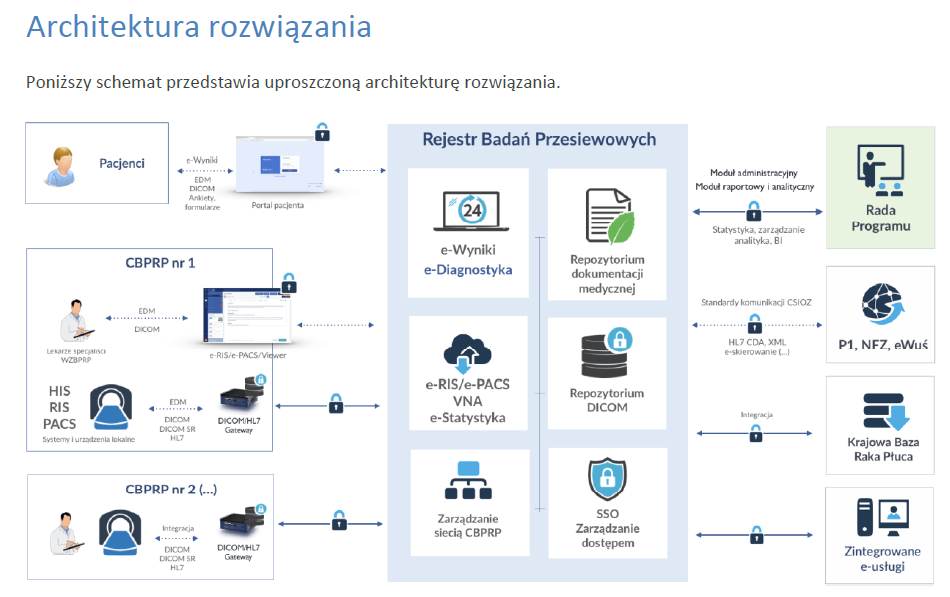 Architektura rozwiązania
Poniższy schemat przedstawia uproszczoną architekturę rozwiązania.
Pacjenci
e-Wyniki
EDM
DICOM
Ankiety,
formularze
Portal pacjenta
CBPRP nr 1
Lekarze specjaliści
WZBPRP
EDM
DICOM
e-RIS/e-PACS/Viewer
HIS
RIS
PACS
Systemy i urządzenia lokalne
EDM
DICOM
DICOM SR
HL7
DICOM/HL7
Gateway
CBPRP nr 2 (...)
Integracja
DICOM
DICOM SR
HL7
DICOM/HL7
Gateway
Rejestr Badań Przesiewowych
24
e-Wyniki
e-Diagnostyka
Repozytorium
dokumentacji
medycznej
e-RIS/e-PACS
VNA
e-Statystyka
Repozytorium
DICOM
Zarządzanie
siecią CBPRP
SSO
Zarządzanie
dostępem
Moduł administracyjny
Moduł raportowy i analityczny
Statystyka, zarządzanie
analityka, BI
Rada
Programu
Standardy komunikacji CSIOZ
HL7 CDA, XML
e-skierowanie (...)
P1, NFZ, eWuś
Integracja
Krajowa Baza
Raka Płuca
Zintegrowane
e-usługi